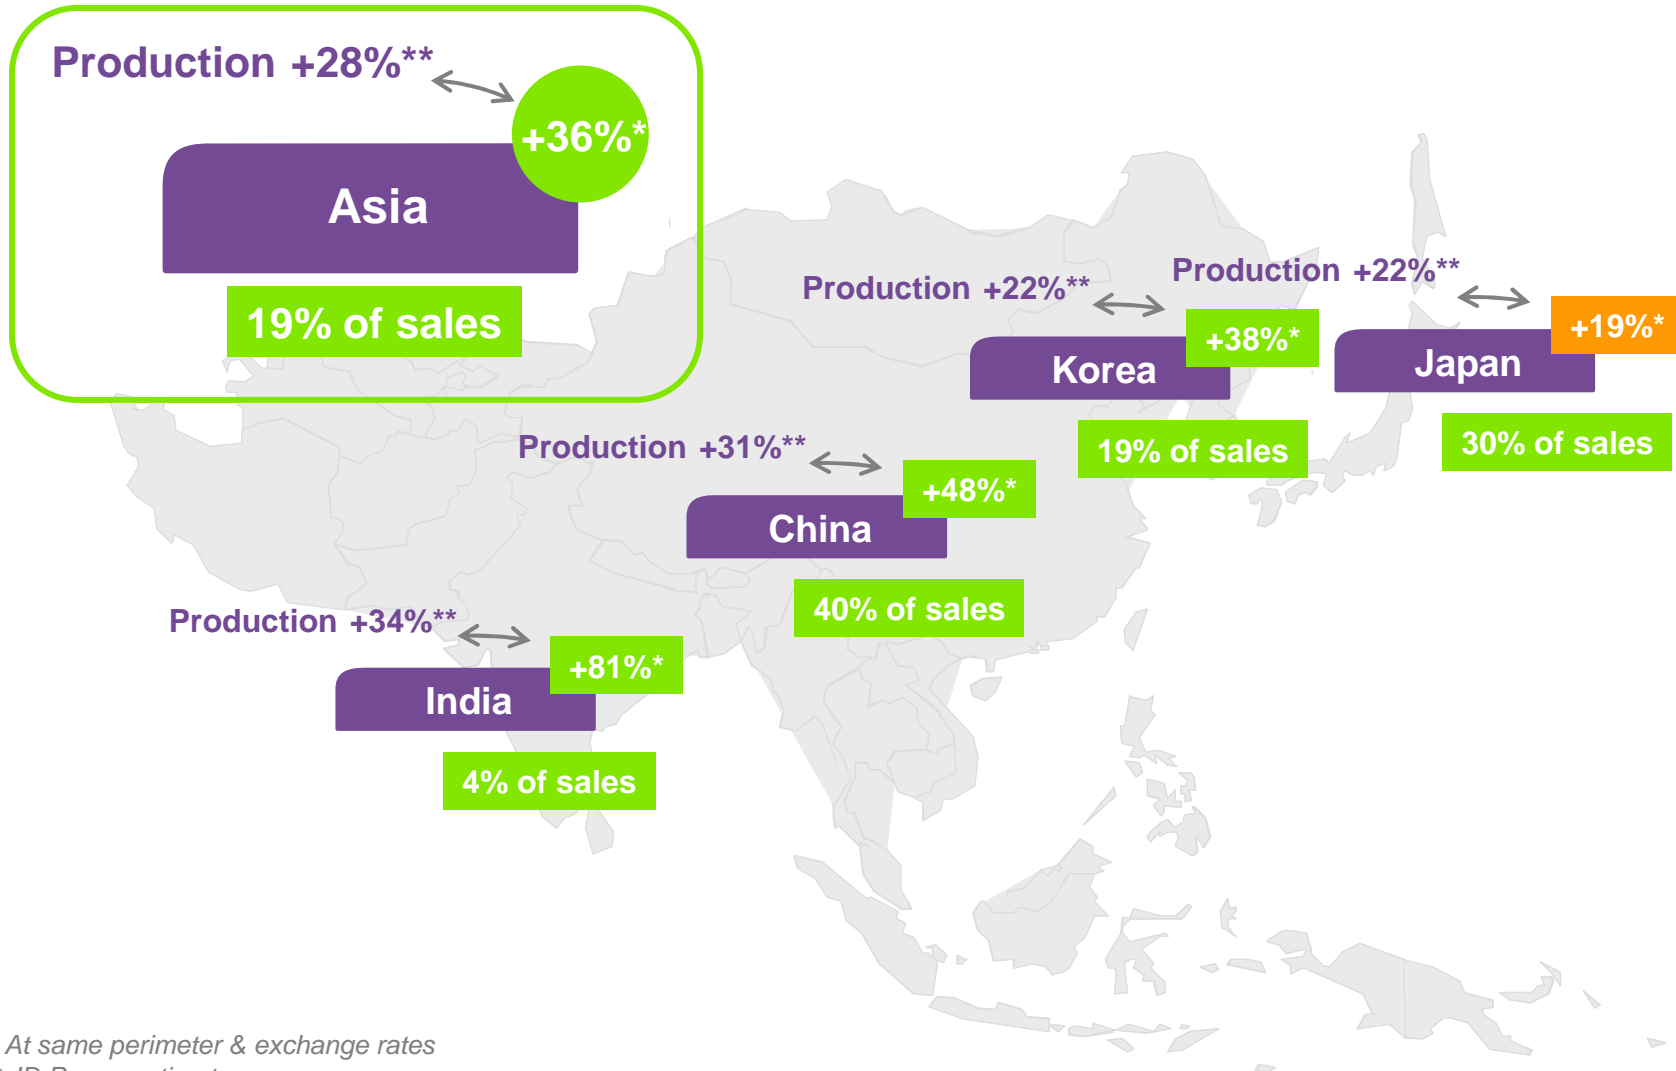 Production +28%**
+36%*
Asia
19% of sales
Production +22%**
+38%*
Korea
19% of sales
Production +22%**
+19%*
Japan
30% of sales
Production +31%**
+48%*
China
40% of sales
Production +34%**
+81%*
India
4% of sales
At same perimeter & exchange rates